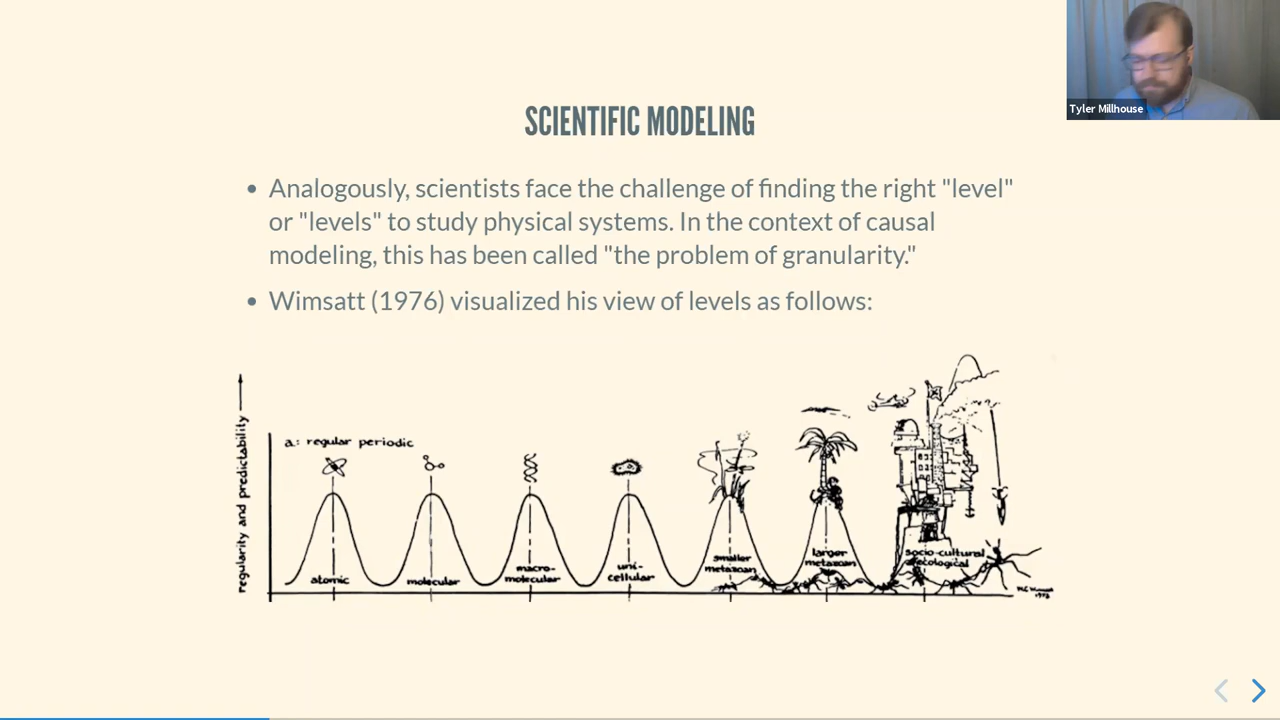 Tyler Millhouse
SCIENTIFIC MODELING
• Analogously, scientists face the challenge of finding the right "level"
or "levels" to study physical systems. In the context of causal
modeling, this has been called "the problem of granularity."
• Wimsatt (1976) visualized his view of levels as follows:
regularity and predictability
a: regular periodic
atomic
molecular
macro-
molecular
uni-
cellular
smaller
metazoan
larger
metazoan
socio-cultural
ecological